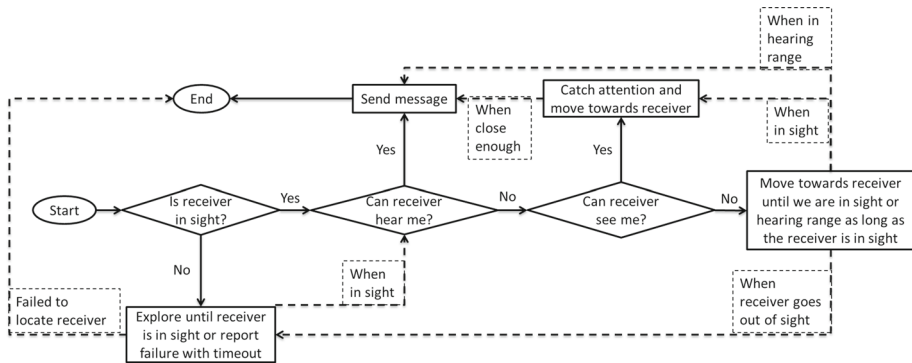 When in
hearing
range
End
Send message
Catch attention and
move towards receiver
When
close
enough
When
in sight
Yes
Yes
Start
Is receiver
in sight?
Yes
Can receiver
hear me?
No
Can receiver
see me?
No
Move towards receiver
until we are in sight or
hearing range as long as
the receiver is in sight
No
When
in sight
Failed to
locate receiver
Explore until receiver
is in sight or report
failure with timeout
When
receiver goes
out of sight